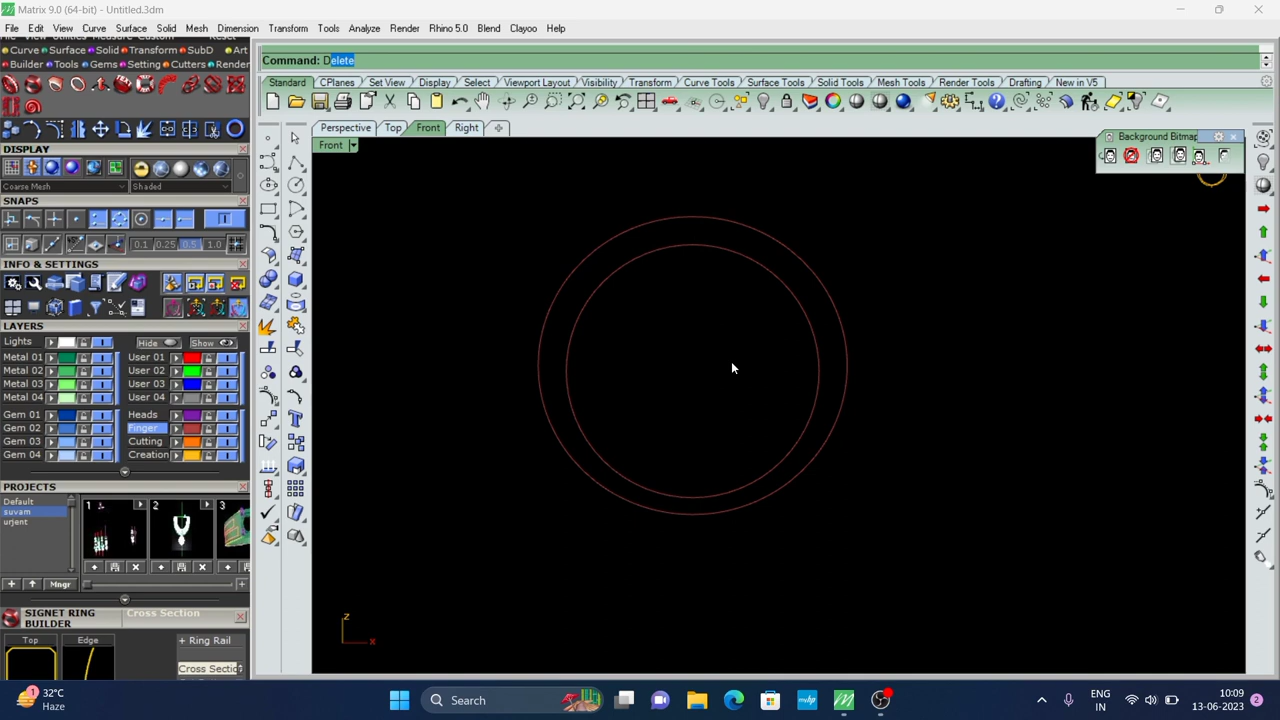 Matrix 9.0 (64-bit) - Untitled.3dm
File Edit View Curve Surface Solid Mesh Dimension Transform Tools Analyze Render Rhino 5.0 Blend Clayoo Help
Curve Surface Solid Transform SubD Art
Builder Tools Gems Setting Cutters Render
Command: Delete
Standard CPlanes Set View Display Select Viewport Layout Visibility Transform Curve Tools Surface Tools Solid Tools Mesh Tools Render Tools Drafting New in V5
Perspective Top Front Right
Front
Background Bitmap
DISPLAY
Coarse Mesh Shaded
SNAPS
0.1 0.25 0.5 1.0
INFO & SETTINGS
LAYERS
Lights Hide Show
Metal 01 User 01
Metal 02 User 02
Metal 03 User 03
Metal 04 User 04
Gem 01 Heads
Gem 02 Finger
Gem 03 Cutting
Gem 04 Creation
PROJECTS
Default
suvam
urjent
1 2 3
Mngr
SIGNET RING BUILDER Cross Section
Top Edge + Ring Rail
Cross Sectio
z
x
1
32°C
Haze
Search
mhp
ENG
IN
10:09
13-06-2023
2